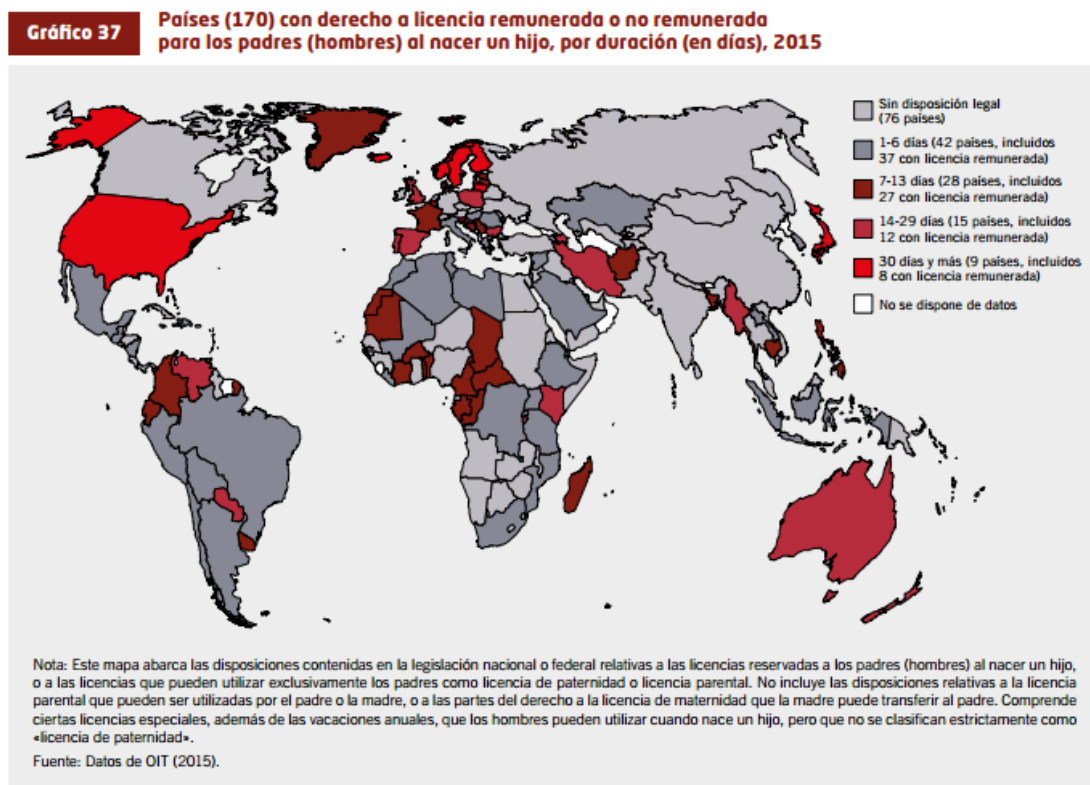 Gráfico 37
Países (170) con derecho a licencia remunerada o no remunerada
para los padres (hombres) al nacer un hijo, por duración (en días), 2015
Sin disposición legal
(76 países)
1-6 días (42 países, incluidos
37 con licencia remunerada)
7-13 días (28 países, incluidos
27 con licencia remunerada)
14-29 días (15 países, incluidos
12 con licencia remunerada)
30 días y más (9 países, incluidos
8 con licencia remunerada)
No se dispone de datos
Nota: Este mapa abarca las disposiciones contenidas en la legislación nacional o federal relativas a las licencias reservadas a los padres (hombres) al nacer un hijo,
o a las licencias que pueden utilizar exclusivamente los padres como licencia de paternidad o licencia parental. No incluye las disposiciones relativas a la licencia
parental que pueden ser utilizadas por el padre o la madre, o a las partes del derecho a la licencia de maternidad que la madre puede transferir al padre. Comprende
ciertas licencias especiales, además de las vacaciones anuales, que los hombres pueden utilizar cuando nace un hijo, pero que no se clasifican estrictamente como
«licencia de paternidad».
Fuente: Datos de OIT (2015).